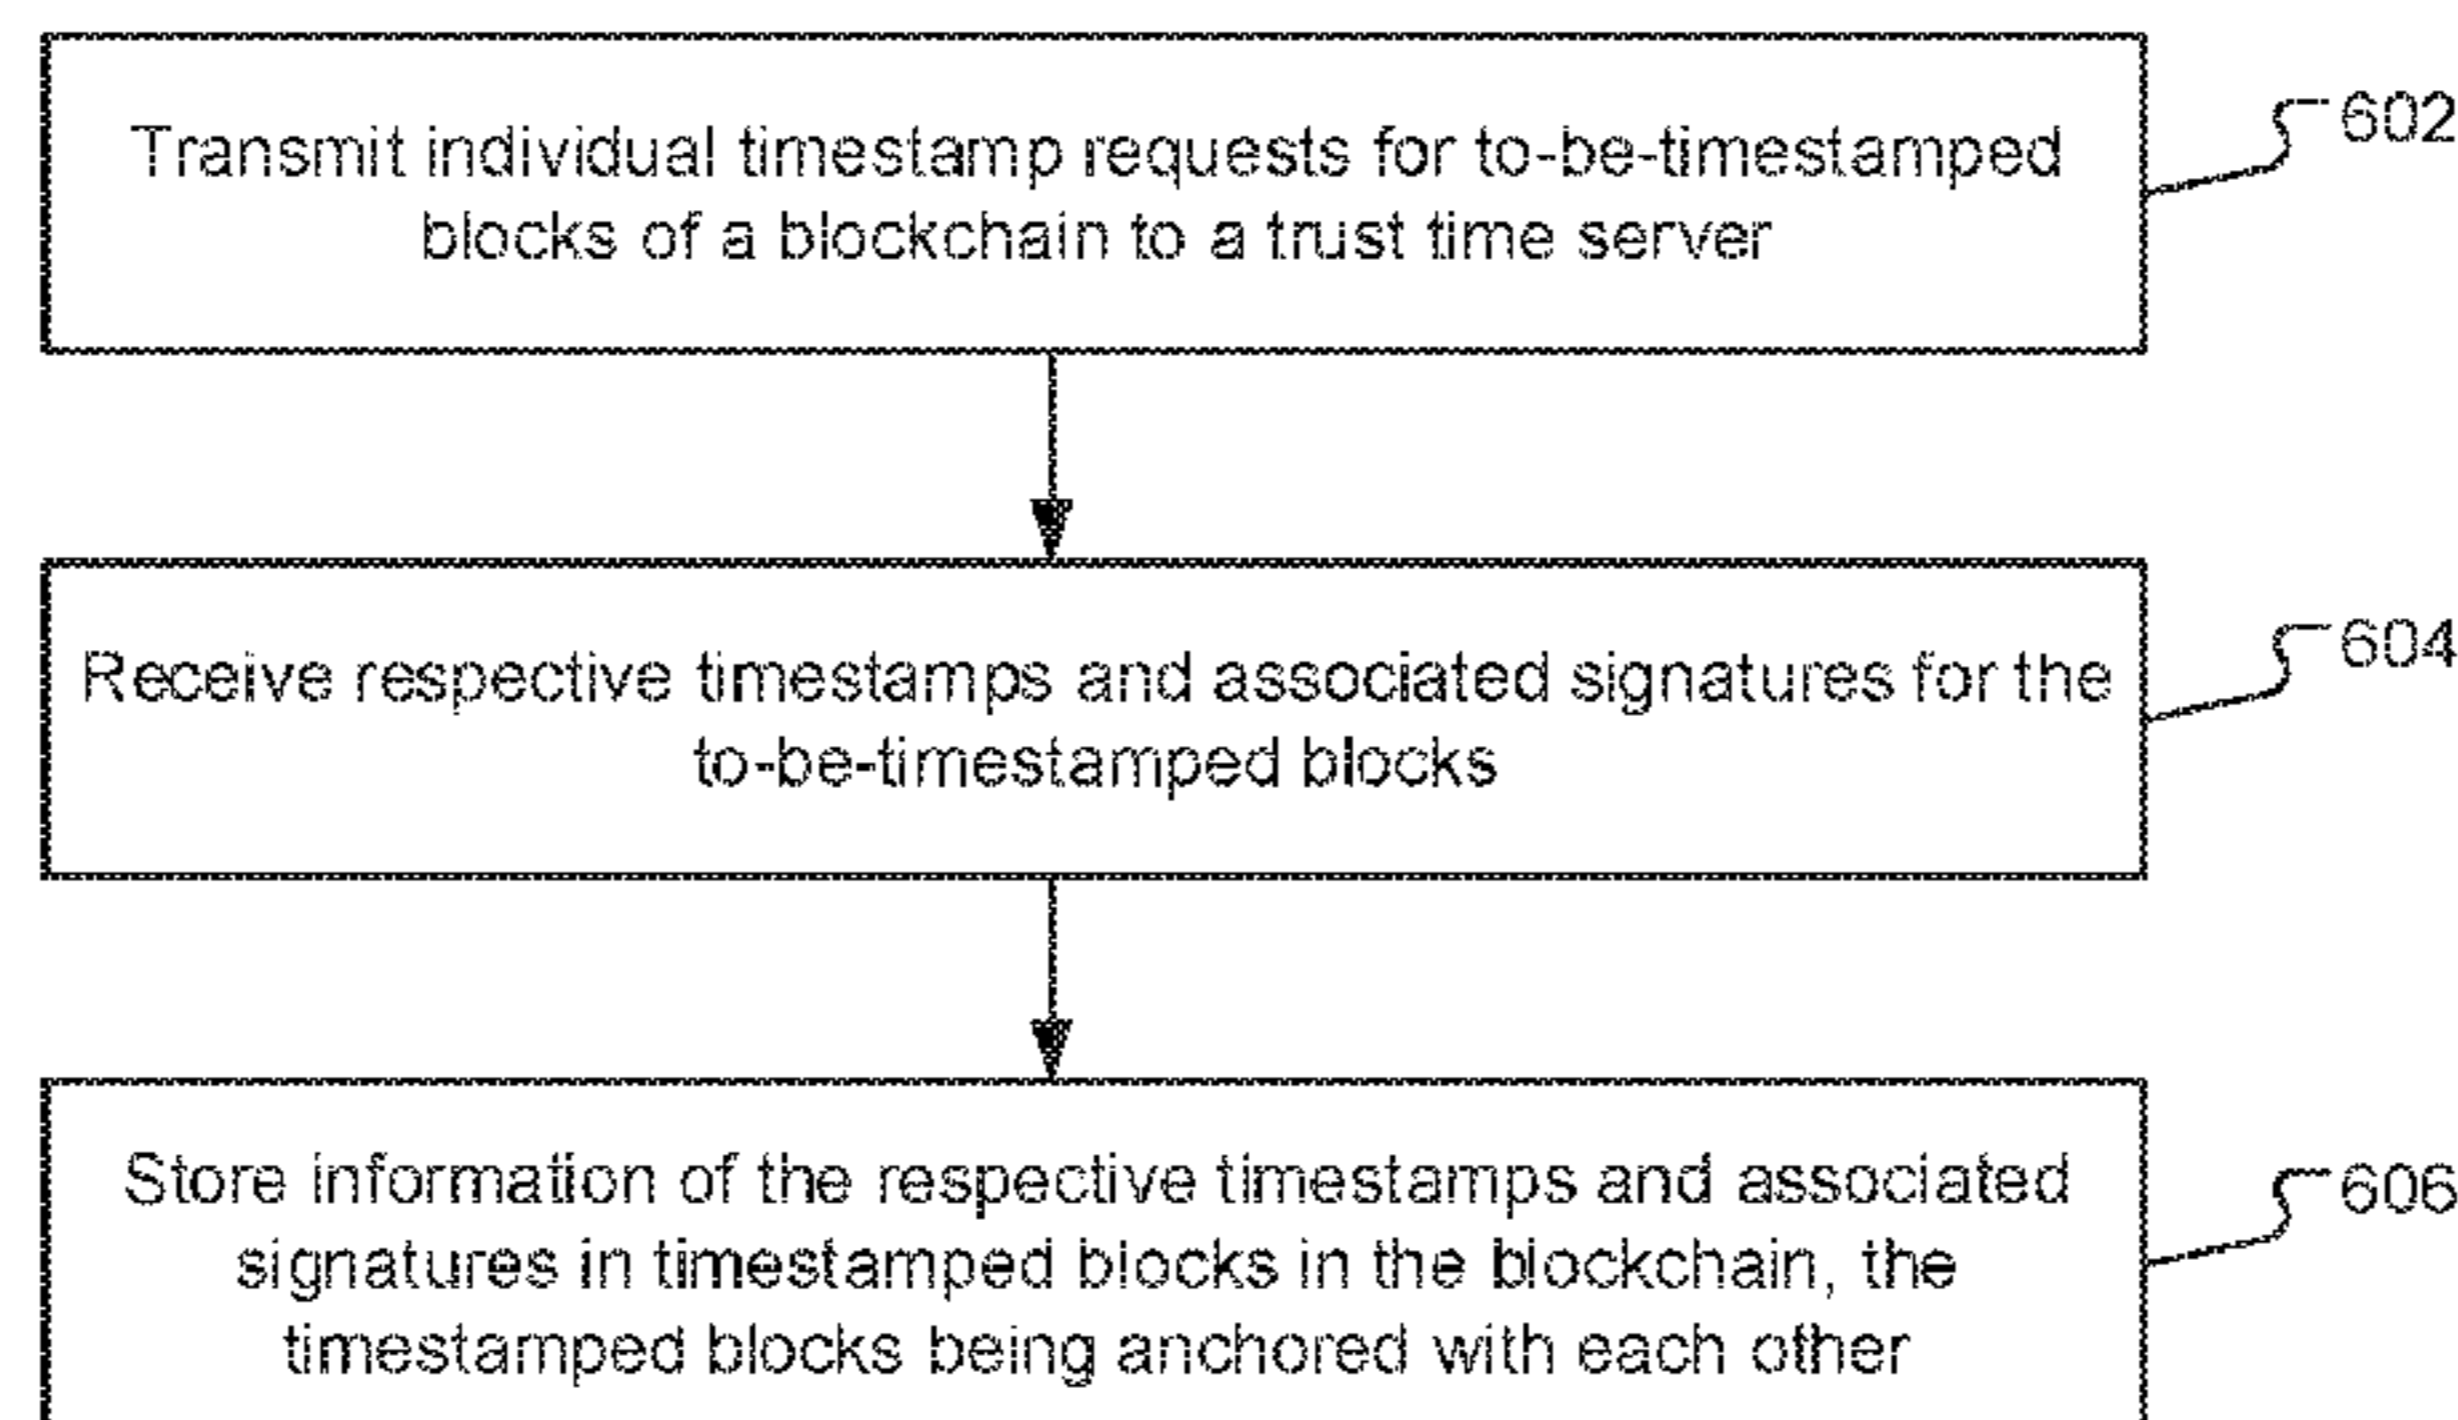 Transmit individual timestamp requests for to-be-timestamped
blocks of a blockchain to a trust time server
602
Receive respective timestamps and associated signatures for the
to-be-timestamped blocks
604
Store information of the respective timestamps and associated
signatures in timestamped blocks in the blockchain, the
timestamped blocks being anchored with each other
606